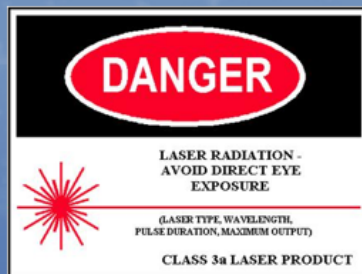 DANGER
LASER RADIATION -
AVOID DIRECT EYE
EXPOSURE
(LASER TYPE, WAVELENGTH,
PULSE DURATION, MAXIMUM OUTPUT)
CLASS 3a LASER PRODUCT